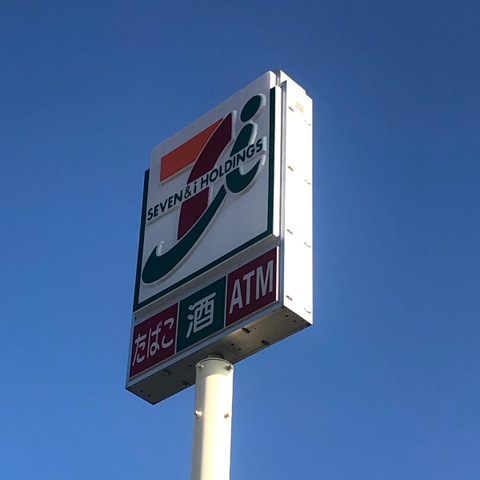 SEVEN & i HOLDINGS
たばこ 酒 ATM